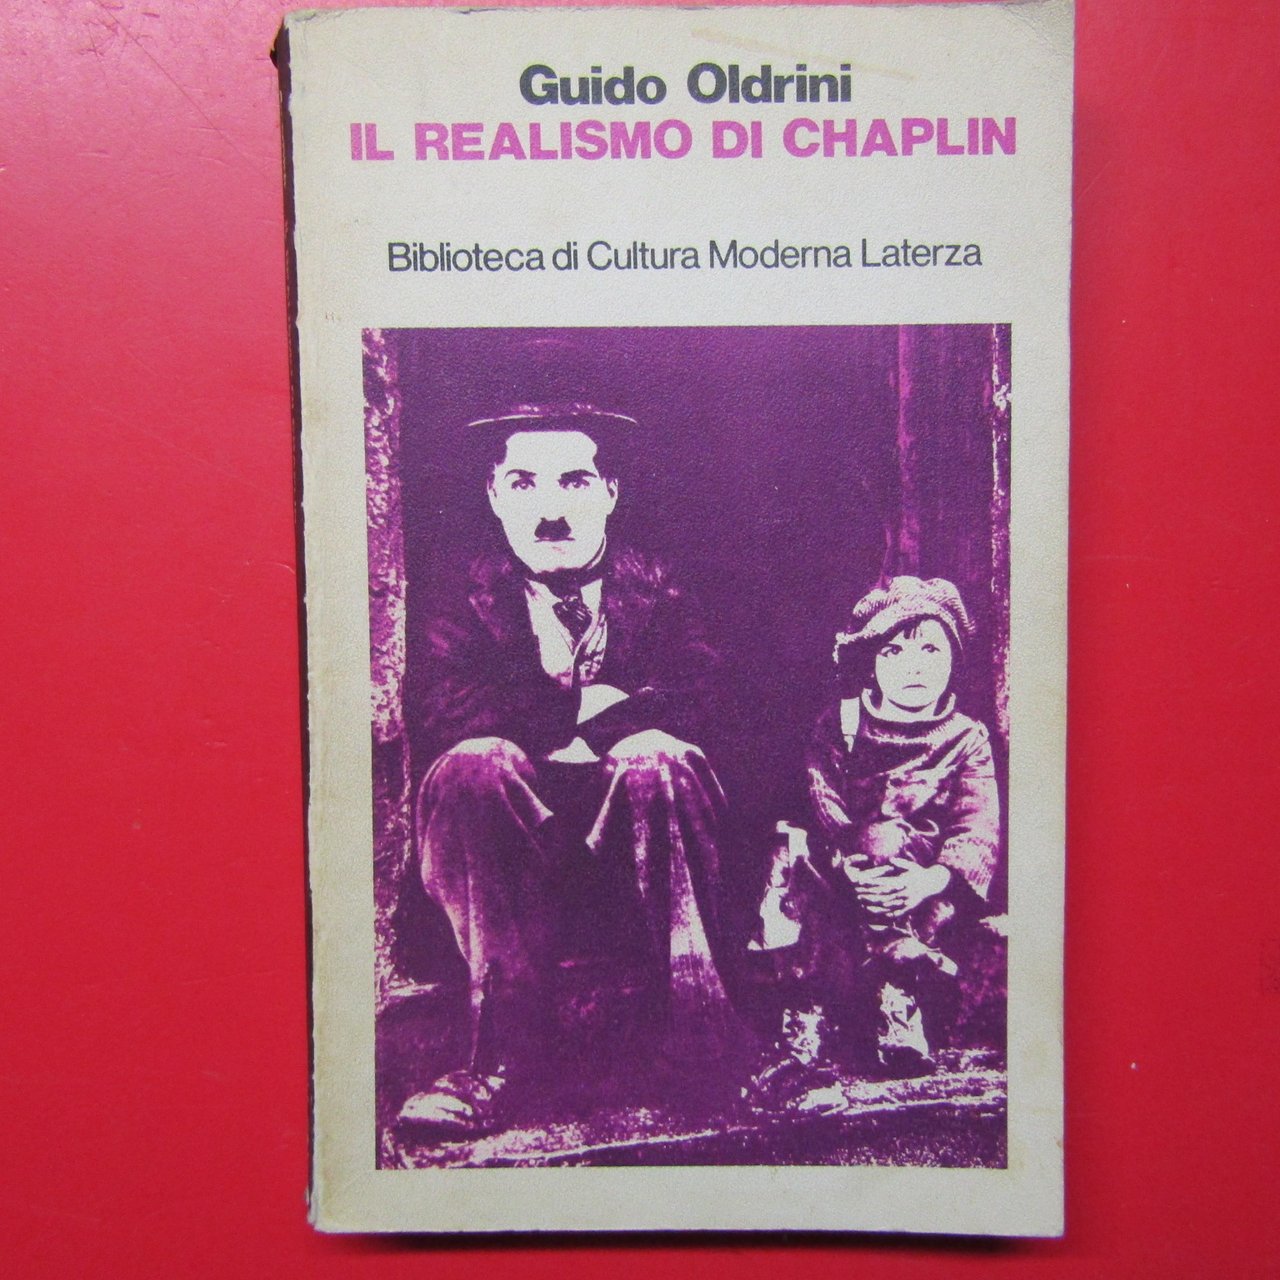 Guido Oldrini
IL REALISMO DI CHAPLIN
Biblioteca di Cultura Moderna Laterza